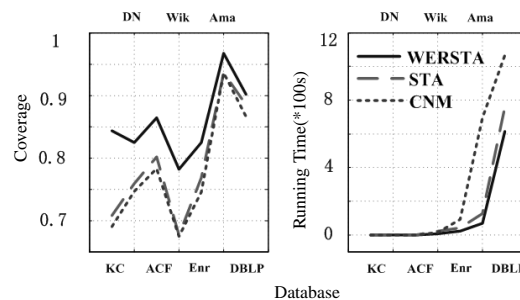 DN Wik Ama DN Wik Ama
1
0.9
0.8
0.7
Coverage
12
8
4
0
Running Time(*100s)
WERSTA
STA
CNM
KC ACF Enr DBLP KC ACF Enr DBLP
Database